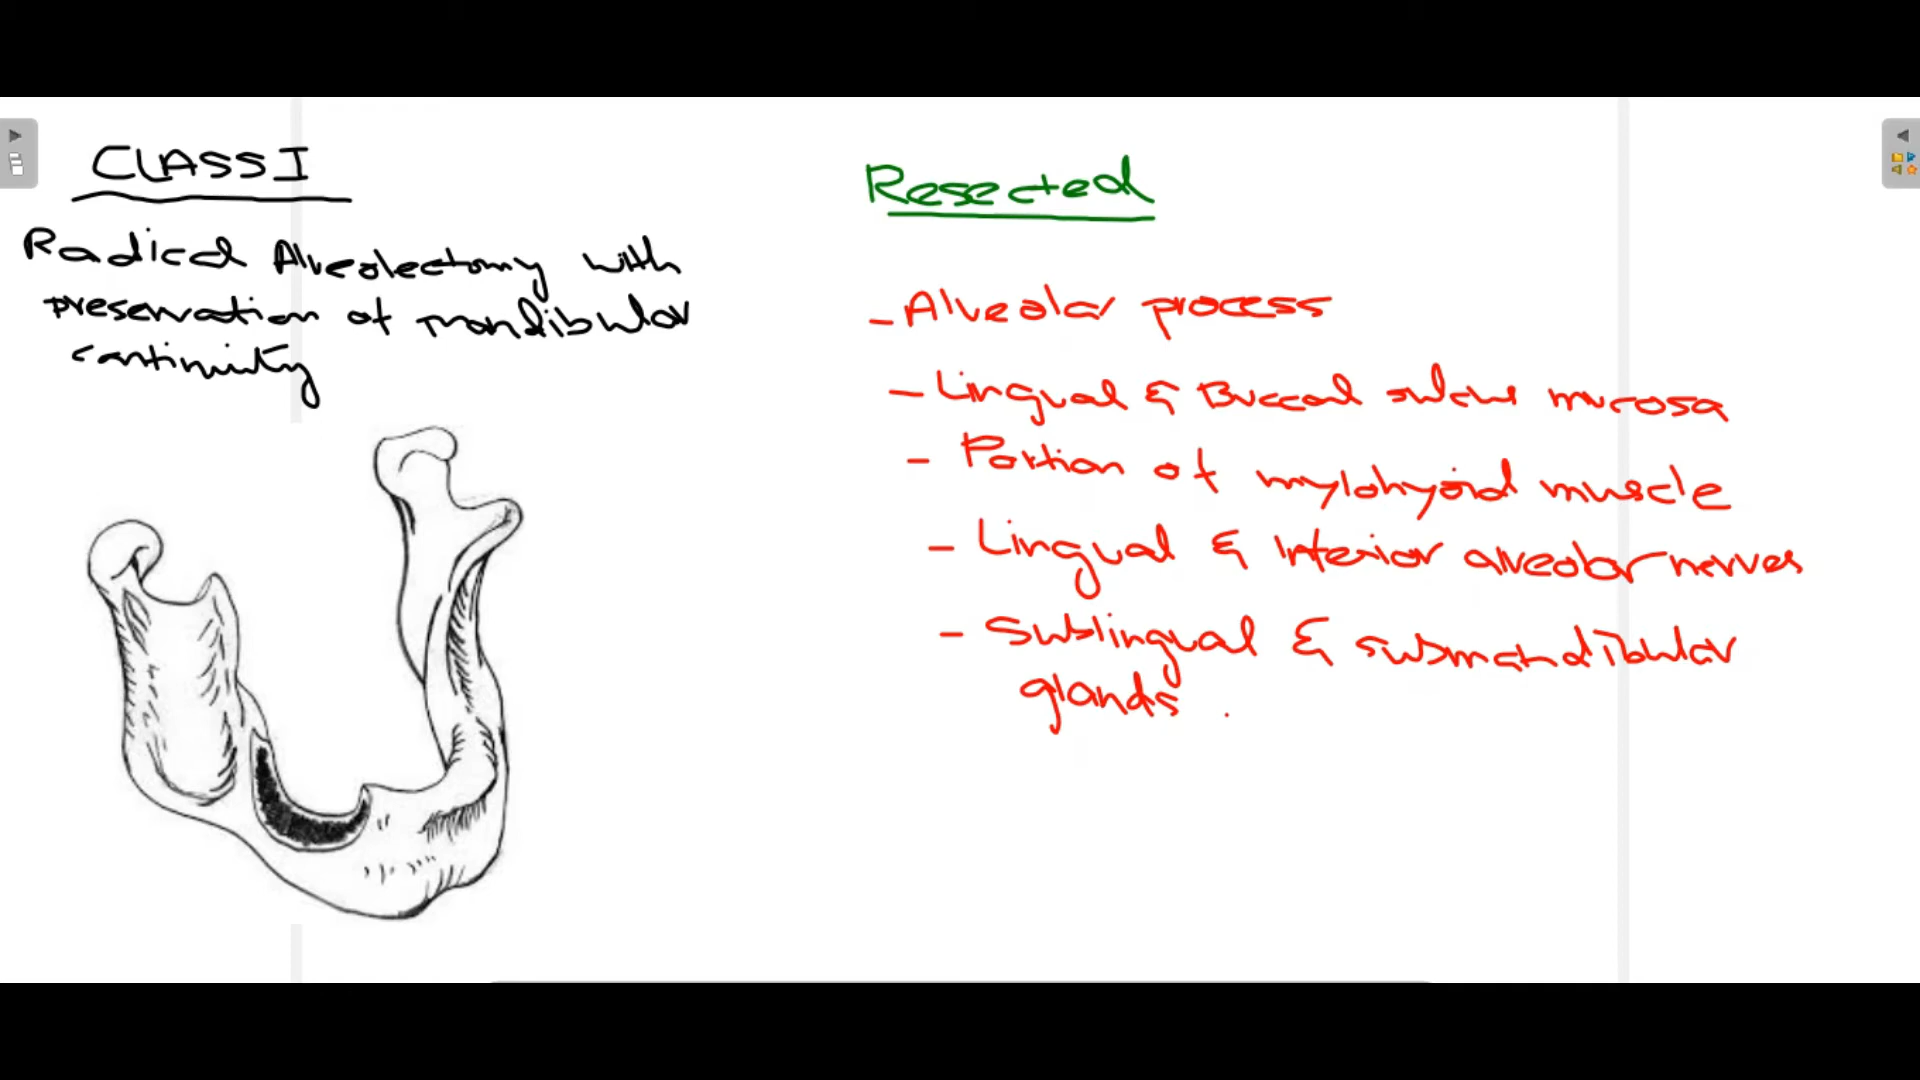 CLASS I
Radical Alveolectomy with
preservation of mandibular
continuity
Resected
- Alveolar process
- Lingual & Buccal sulcus mucosa
- Portion of mylohyoid muscle
- Lingual & Inferior alveolar nerves
- Sublingual & submandibular
glands